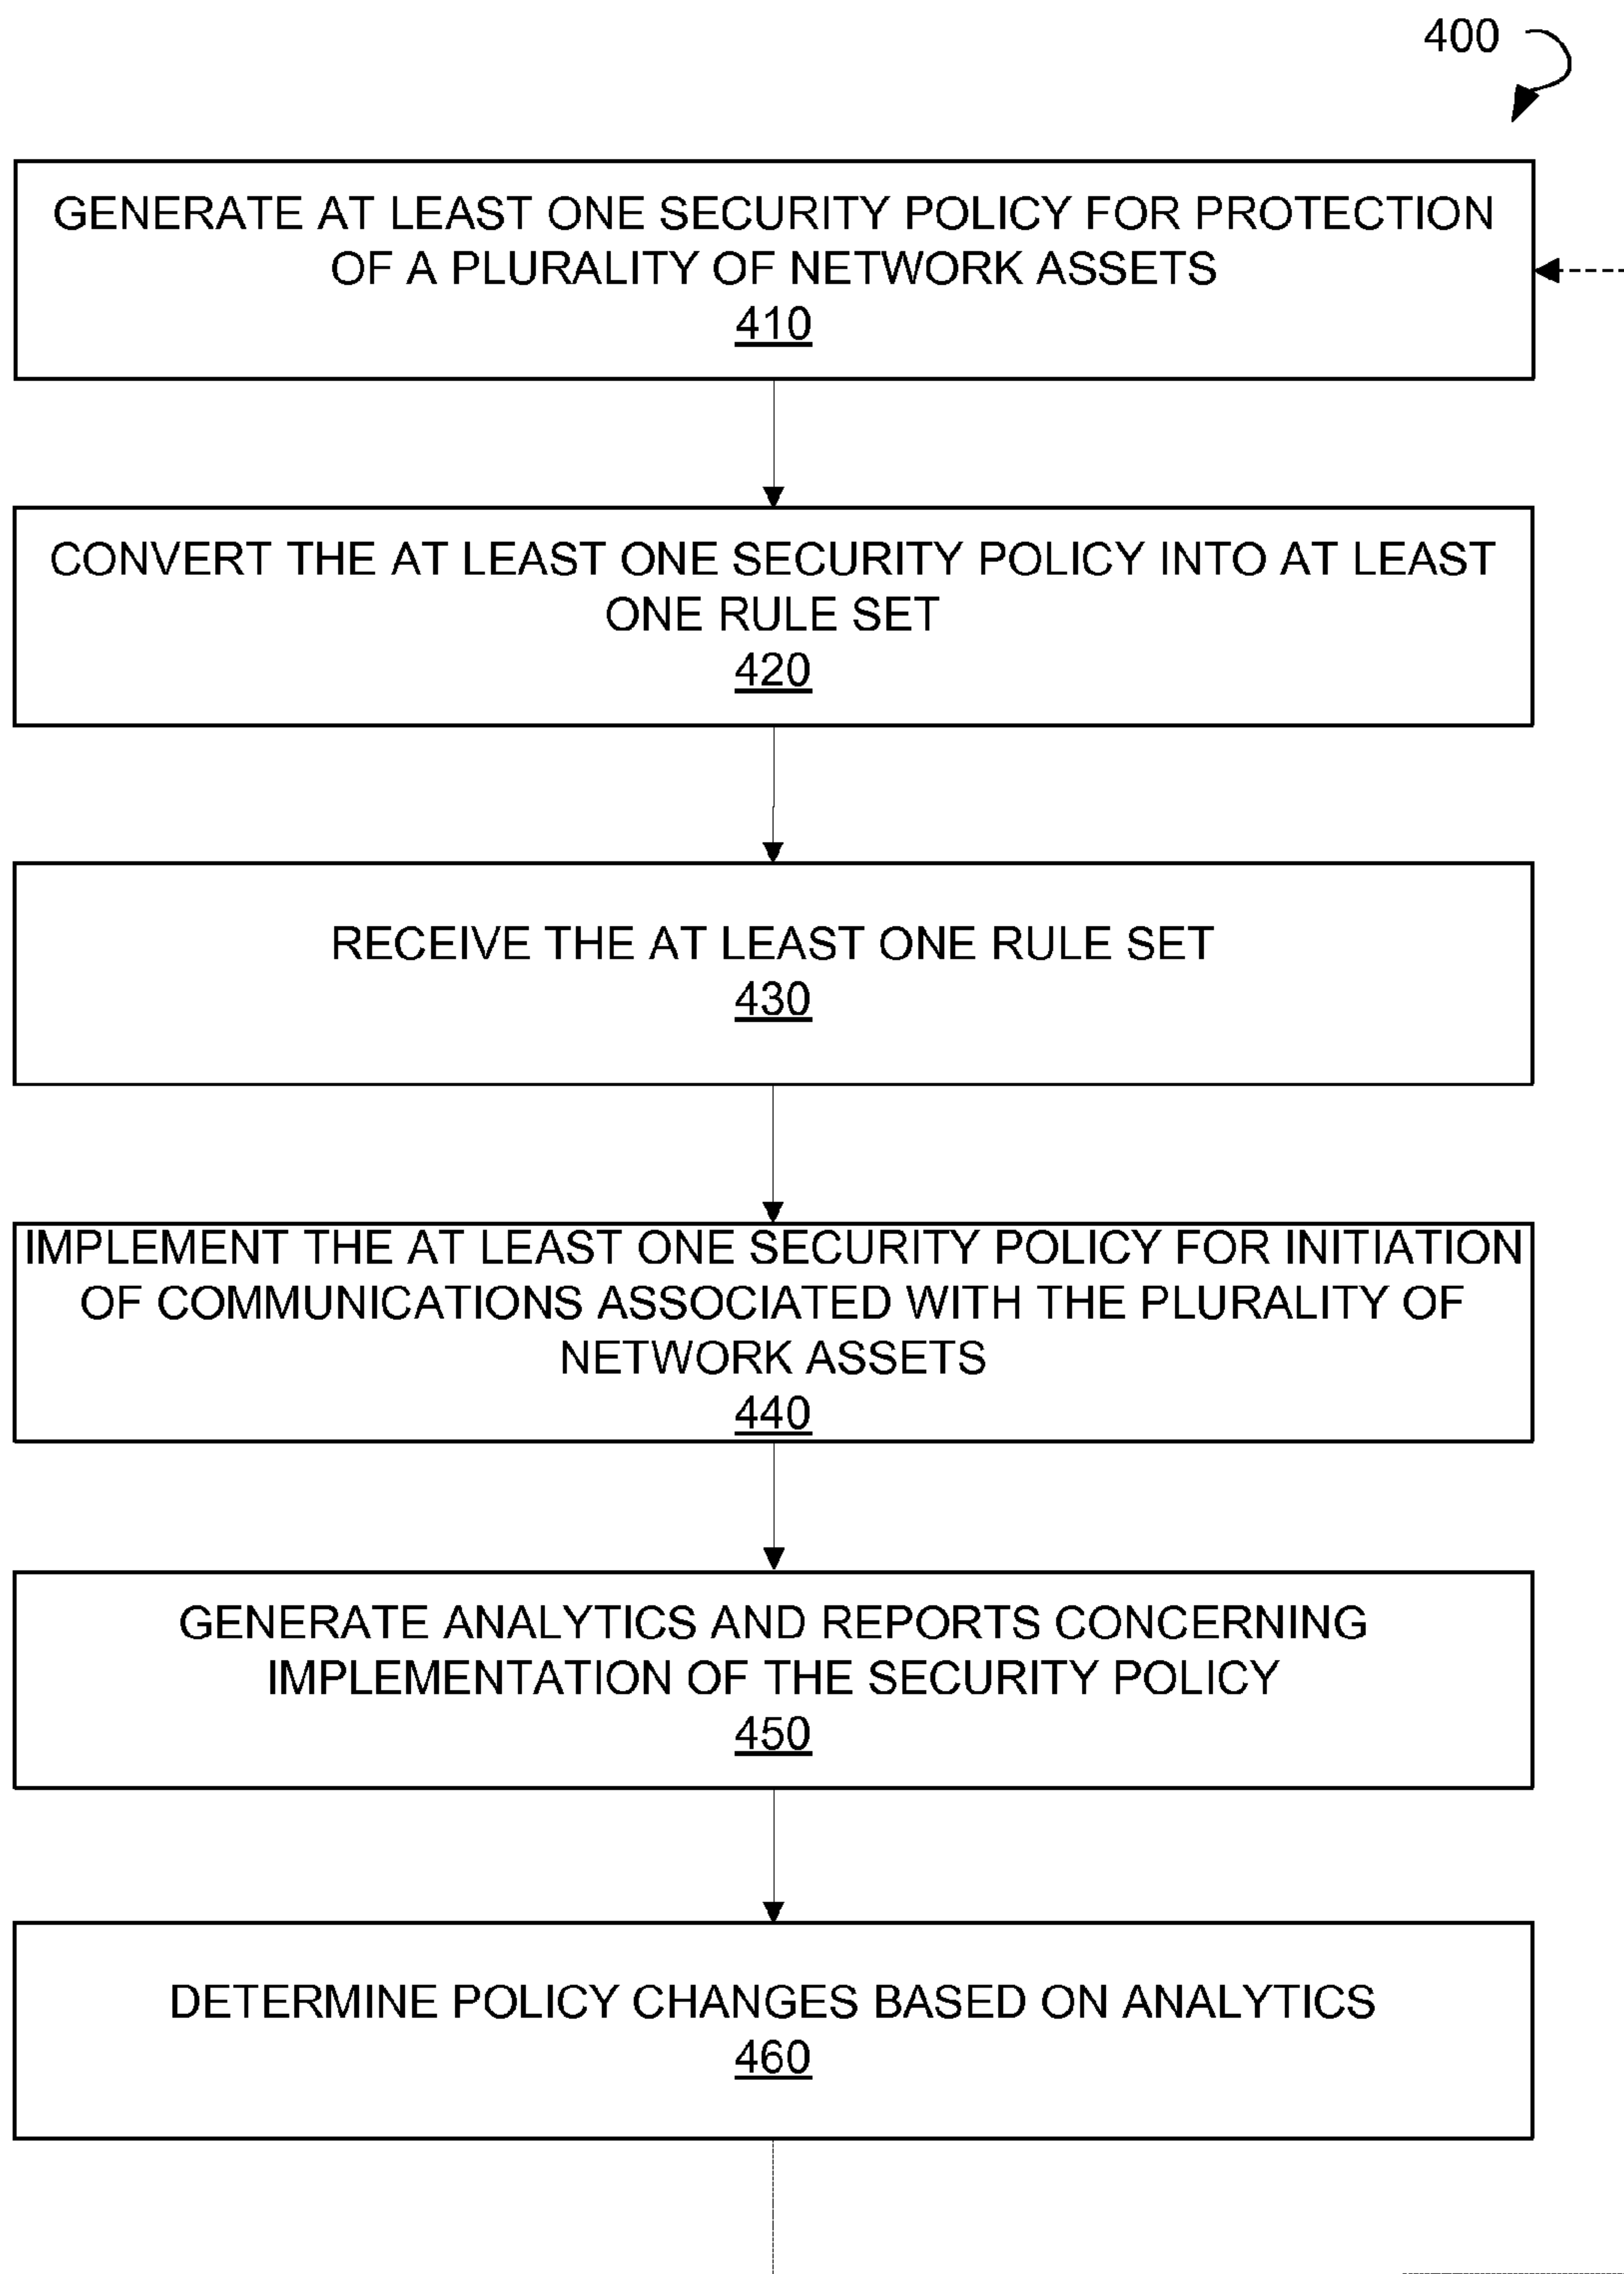 400
GENERATE AT LEAST ONE SECURITY POLICY FOR PROTECTION
OF A PLURALITY OF NETWORK ASSETS
410
CONVERT THE AT LEAST ONE SECURITY POLICY INTO AT LEAST
ONE RULE SET
420
RECEIVE THE AT LEAST ONE RULE SET
430
IMPLEMENT THE AT LEAST ONE SECURITY POLICY FOR INITIATION
OF COMMUNICATIONS ASSOCIATED WITH THE PLURALITY OF
NETWORK ASSETS
440
GENERATE ANALYTICS AND REPORTS CONCERNING
IMPLEMENTATION OF THE SECURITY POLICY
450
DETERMINE POLICY CHANGES BASED ON ANALYTICS
460